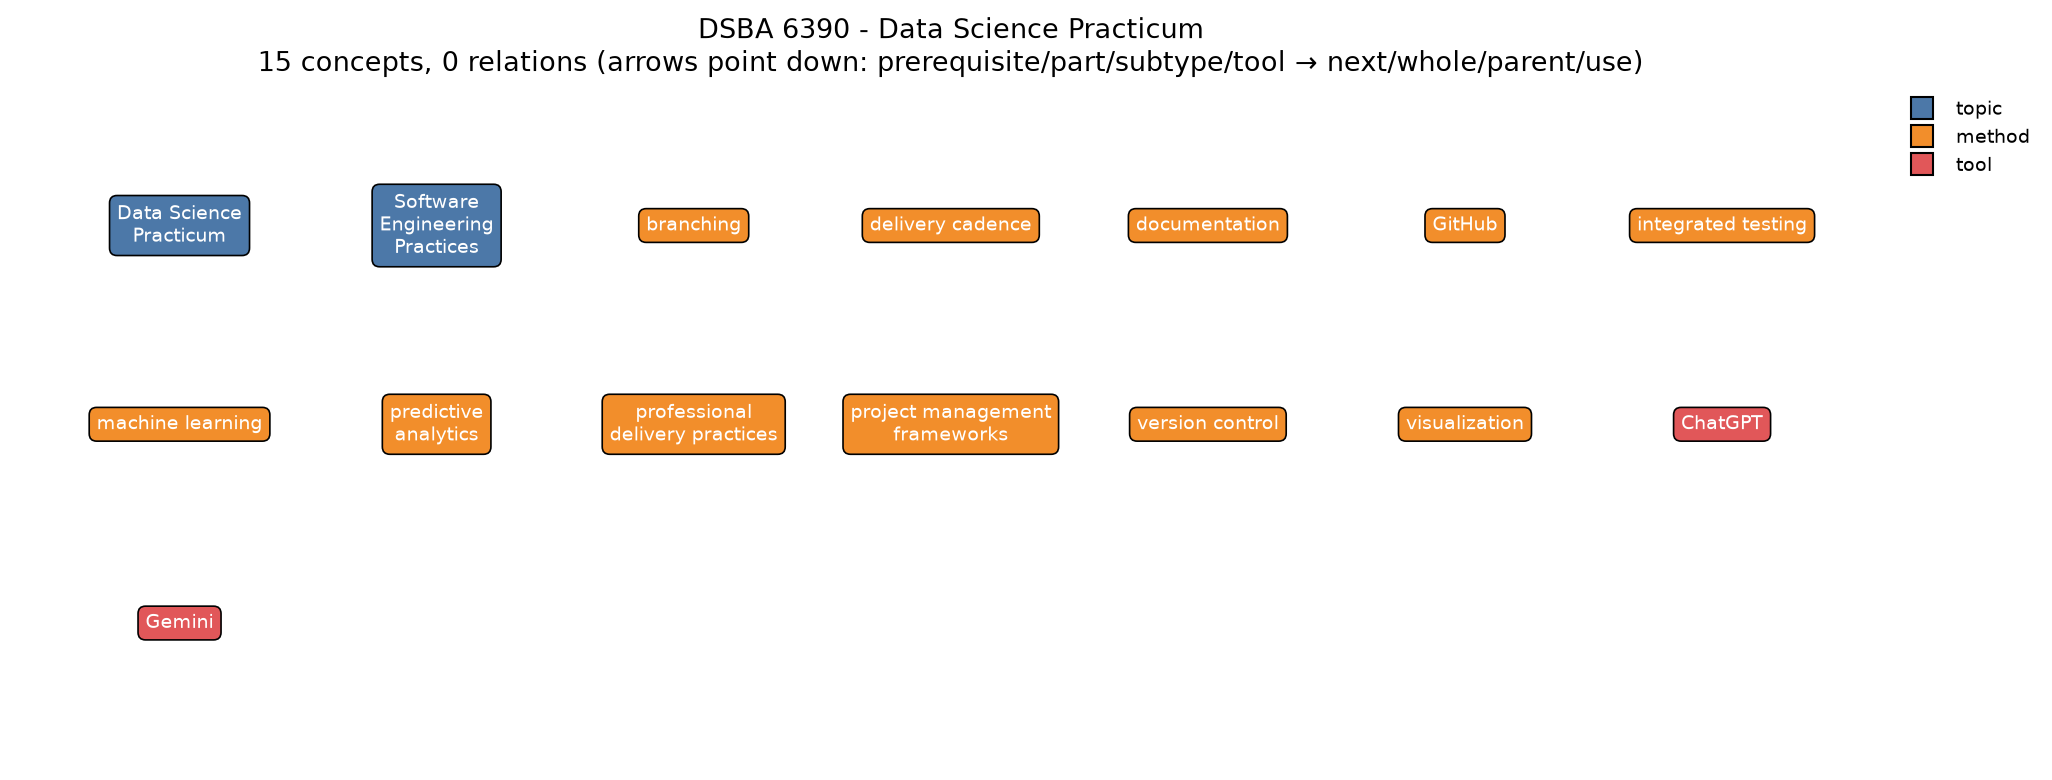 DSBA 6390 - Data Science Practicum
15 concepts, 0 relations (arrows point down: prerequisite/part/subtype/tool → next/whole/parent/use)
topic
method
tool
Data Science
Practicum
Software
Engineering
Practices
branching
delivery cadence
documentation
GitHub
integrated testing
machine learning
predictive
analytics
professional
delivery practices
project management
frameworks
version control
visualization
ChatGPT
Gemini